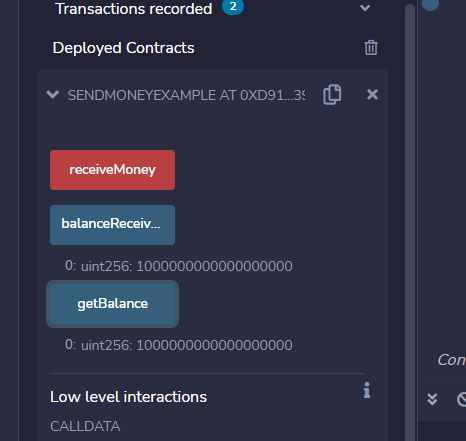 Transactions recorded 2
Deployed Contracts
SENDMONEYEXAMPLE AT 0XD91...39
receiveMoney
balanceReceiv...
0: uint256: 1000000000000000000
getBalance
0: uint256: 1000000000000000000
Con
Low level interactions
CALLDATA